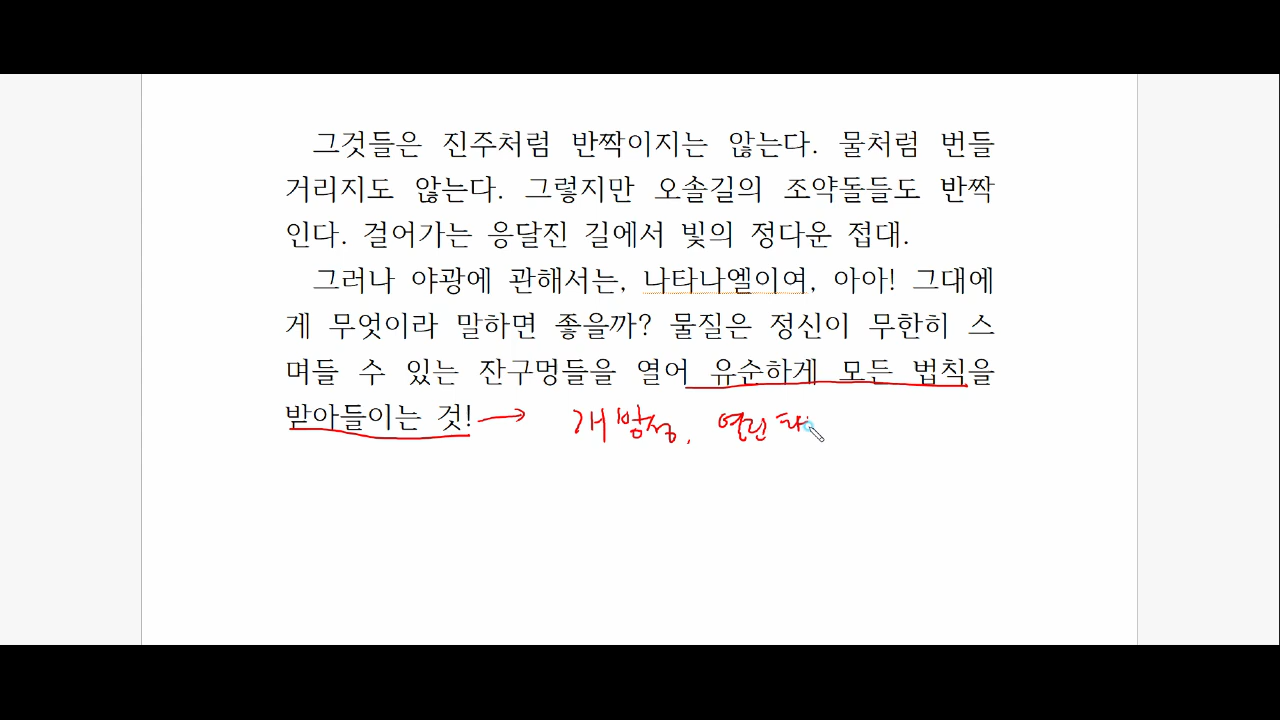 그것들은 진주처럼 반짝이지는 않는다. 물처럼 번들
거리지도 않는다. 그렇지만 오솔길의 조약돌들도 반짝
인다. 걸어가는 응달진 길에서 빛의 정다운 접대.
그러나 야광에 관해서는, 나타나엘이여, 아아! 그대에
게 무엇이라 말하면 좋을까? 물질은 정신이 무한히 스
며들 수 있는 잔구멍들을 열어 유순하게 모든 법칙을
받아들이는 것! → 개방성, 열린